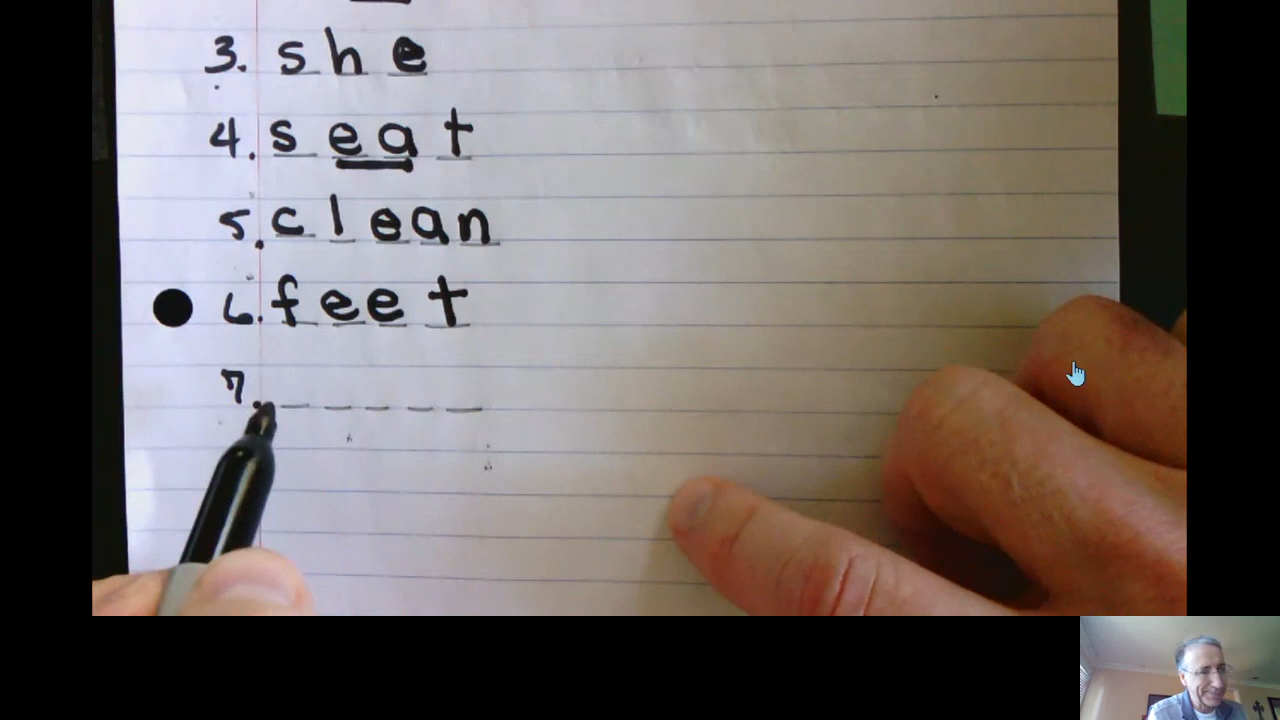 3. she
4. seat
5. clean
6. feet
7. _ _ _ _ _